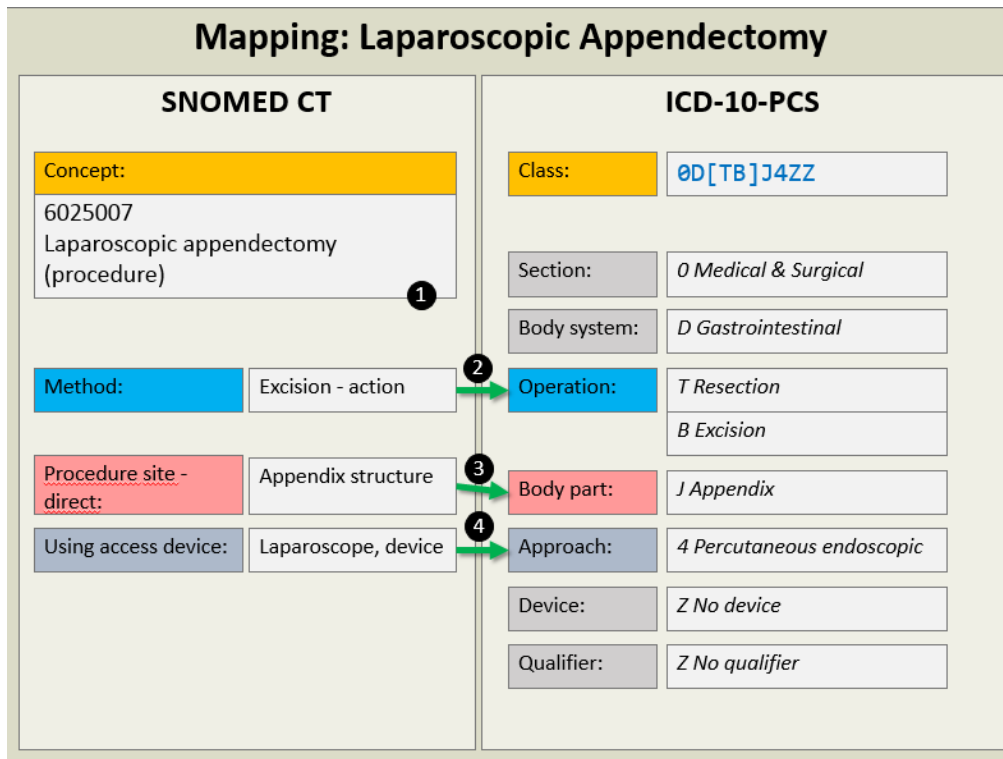 Mapping: Laparoscopic Appendectomy
SNOMED CT
Concept:
6025007
Laparoscopic appendectomy
(procedure)
1
Method:
Excision - action
2
Procedure site -
direct:
Appendix structure
3
Using access device:
Laparoscope, device
4
ICD-10-PCS
Class:
0D[TB]J4ZZ
Section:
0 Medical & Surgical
Body system:
D Gastrointestinal
Operation:
T Resection
B Excision
Body part:
J Appendix
Approach:
4 Percutaneous endoscopic
Device:
Z No device
Qualifier:
Z No qualifier